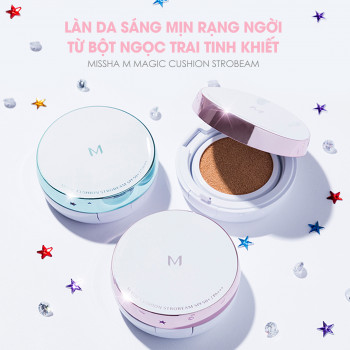 LÀN DA SÁNG MỊN RẠNG NGỜI
TỪ BỘT NGỌC TRAI TINH KHIẾT
MISSHA M MAGIC CUSHION STROBEAM
M
M